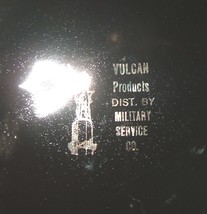 VULCAN
Products
DIST. BY
MILITARY
SERVICE
CO.